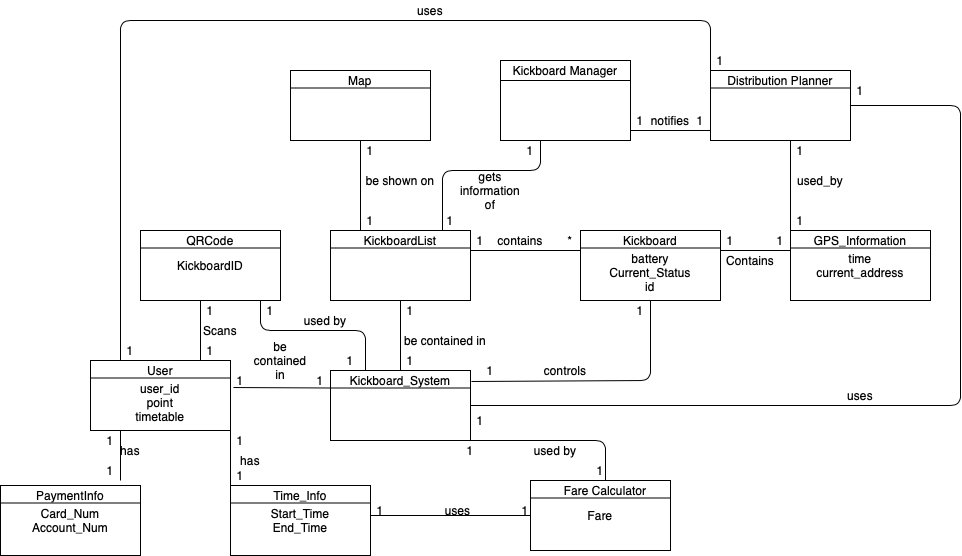 uses
1
Map
Kickboard Manager
Distribution Planner
1
1 notifies 1
1
1
1
be shown on
gets
information
of
used_by
1
1
1
QRCode
KickboardID
KickboardList
1 contains *
Kickboard
battery
Current_Status
id
1 1
Contains
GPS_Information
time
current_address
1
1
1
1
Scans
used by
be contained in
1
1
be
contained
in
1
1
1 controls
User
user_id
point
timetable
1 1
Kickboard_System
uses
1
1
has
1
1
has
1
1
used by
1
PaymentInfo
Card_Num
Account_Num
Time_Info
Start_Time
End_Time
1 uses 1
Fare Calculator
Fare